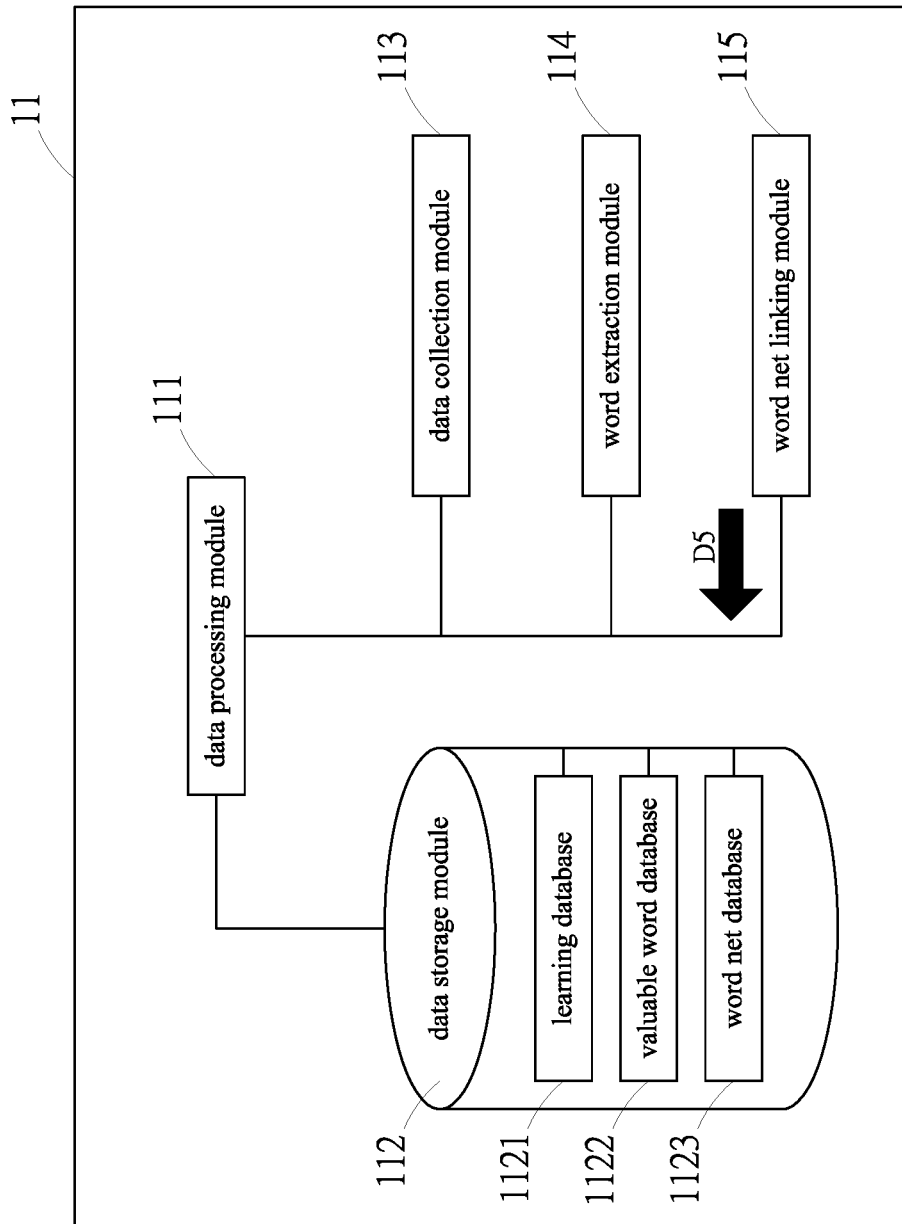 11
111
data processing module
112
data storage module
113
data collection module
1121
learning database
114
word extraction module
1122
valuable word database
D5
1123
word net database
115
word net linking module